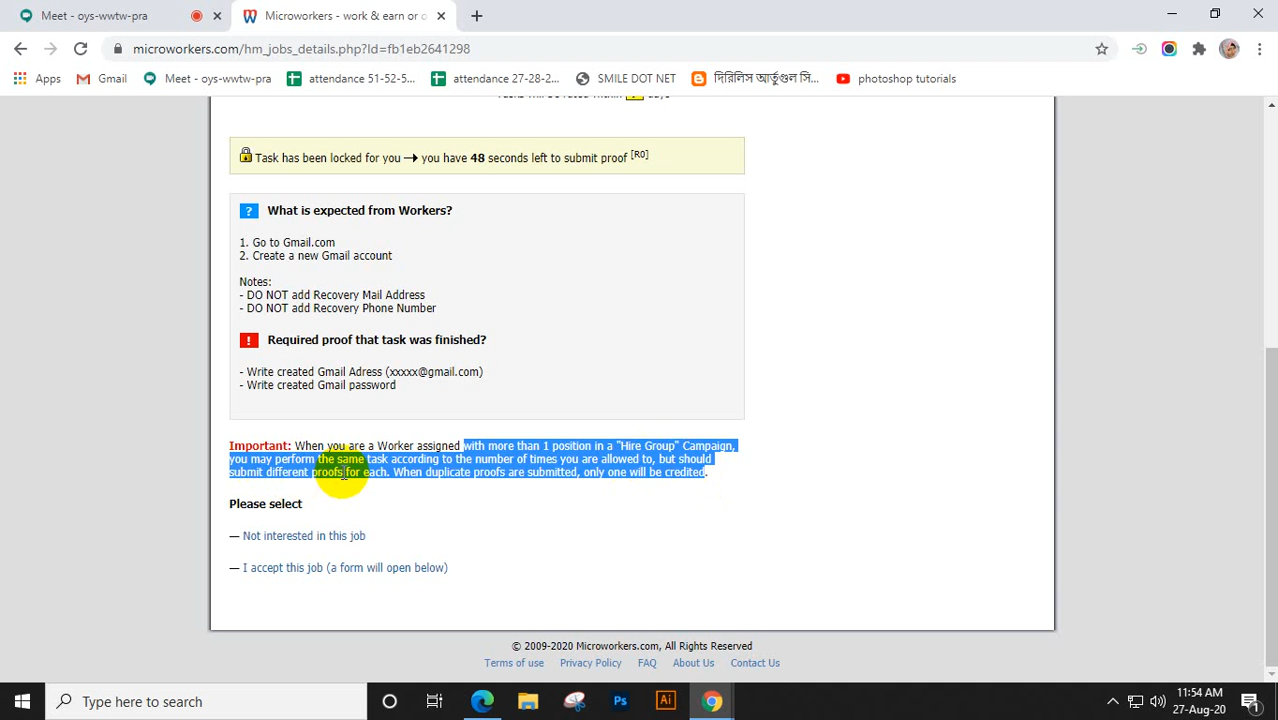 Meet - oys-wwtw-pra
Microworkers - work & earn or o
microworkers.com/hm_jobs_details.php?Id=fb1eb2641298
Apps
Gmail
Meet - oys-wwtw-pra
attendance 51-52-5...
attendance 27-28-2...
SMILE DOT NET
দিরিলিস আর্তুগুল সি...
photoshop tutorials
Task has been locked for you → you have 48 seconds left to submit proof [R0]
? What is expected from Workers?
1. Go to Gmail.com
2. Create a new Gmail account
Notes:
- DO NOT add Recovery Mail Address
- DO NOT add Recovery Phone Number
! Required proof that task was finished?
- Write created Gmail Adress (xxxxx@gmail.com)
- Write created Gmail password
Important: When you are a Worker assigned with more than 1 position in a "Hire Group" Campaign,
you may perform the same task according to the number of times you are allowed to, but should
submit different proofs for each. When duplicate proofs are submitted, only one will be credited.
Please select
— Not interested in this job
— I accept this job (a form will open below)
© 2009-2020 Microworkers.com, All Rights Reserved
Terms of use Privacy Policy FAQ About Us Contact Us
Type here to search
Ps
Ai
11:54 AM
27-Aug-20
1